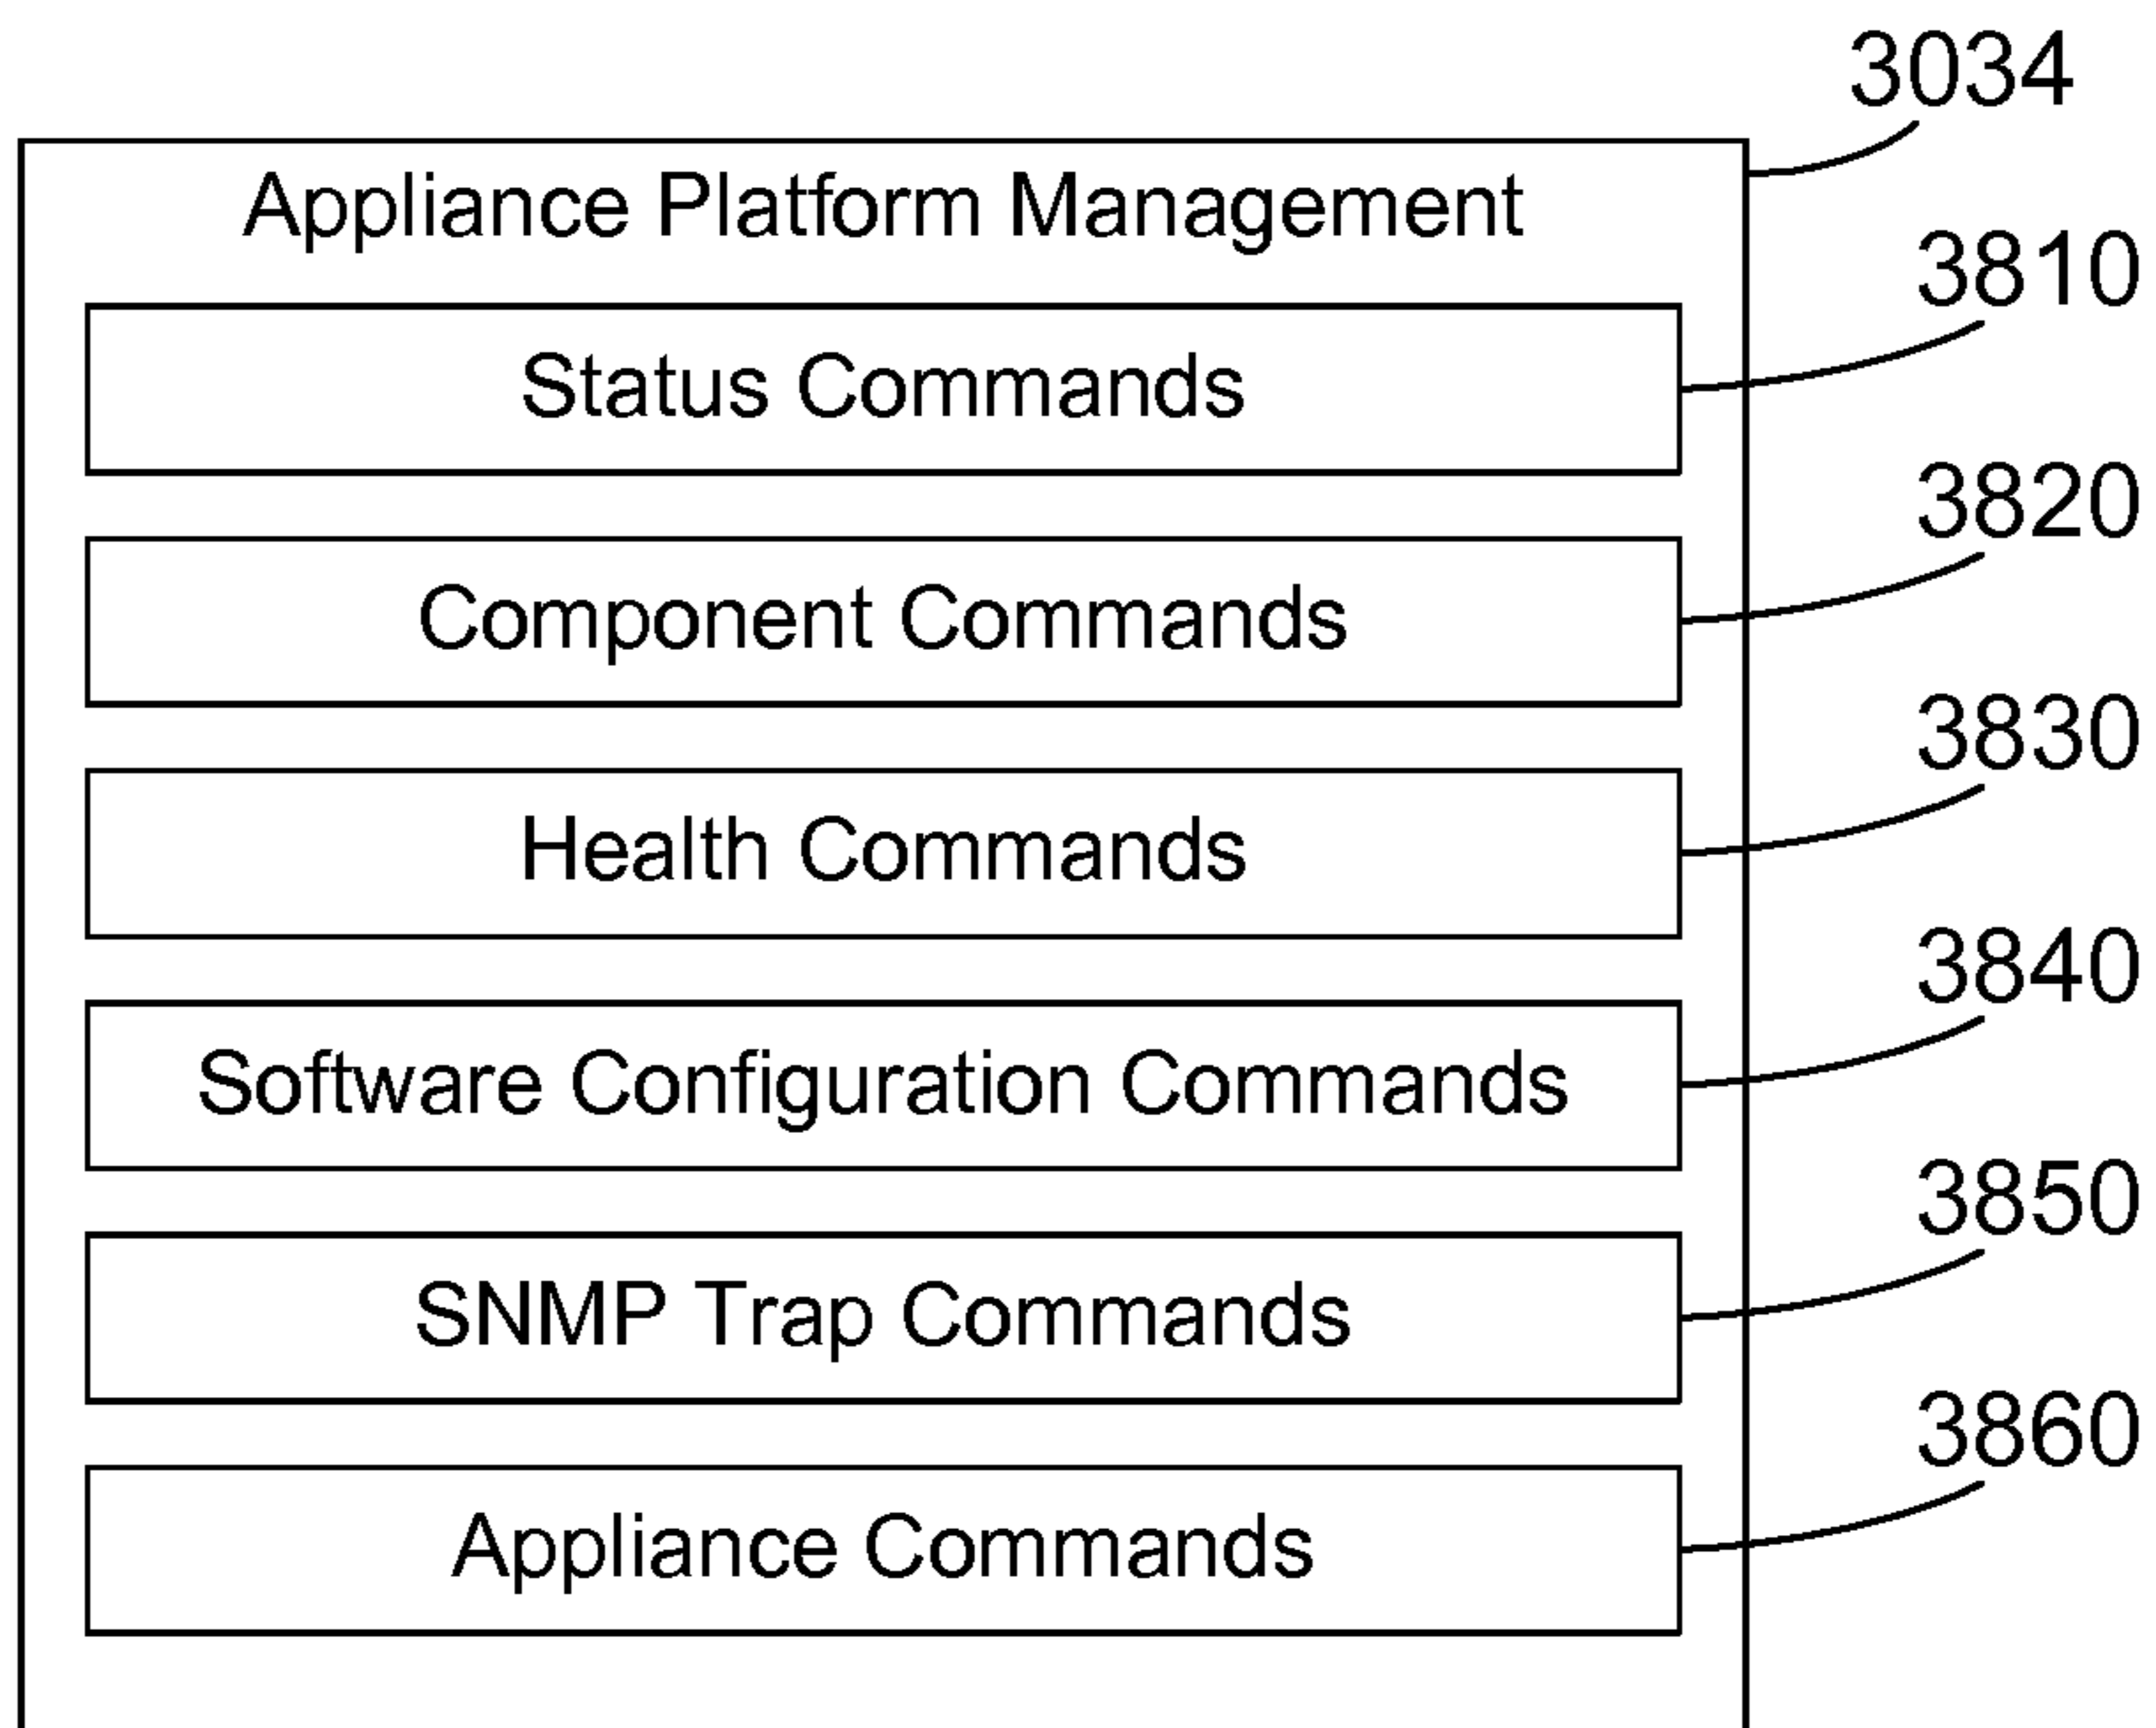 3034
Appliance Platform Management
3810
Status Commands
3820
Component Commands
3830
Health Commands
3840
Software Configuration Commands
3850
SNMP Trap Commands
3860
Appliance Commands